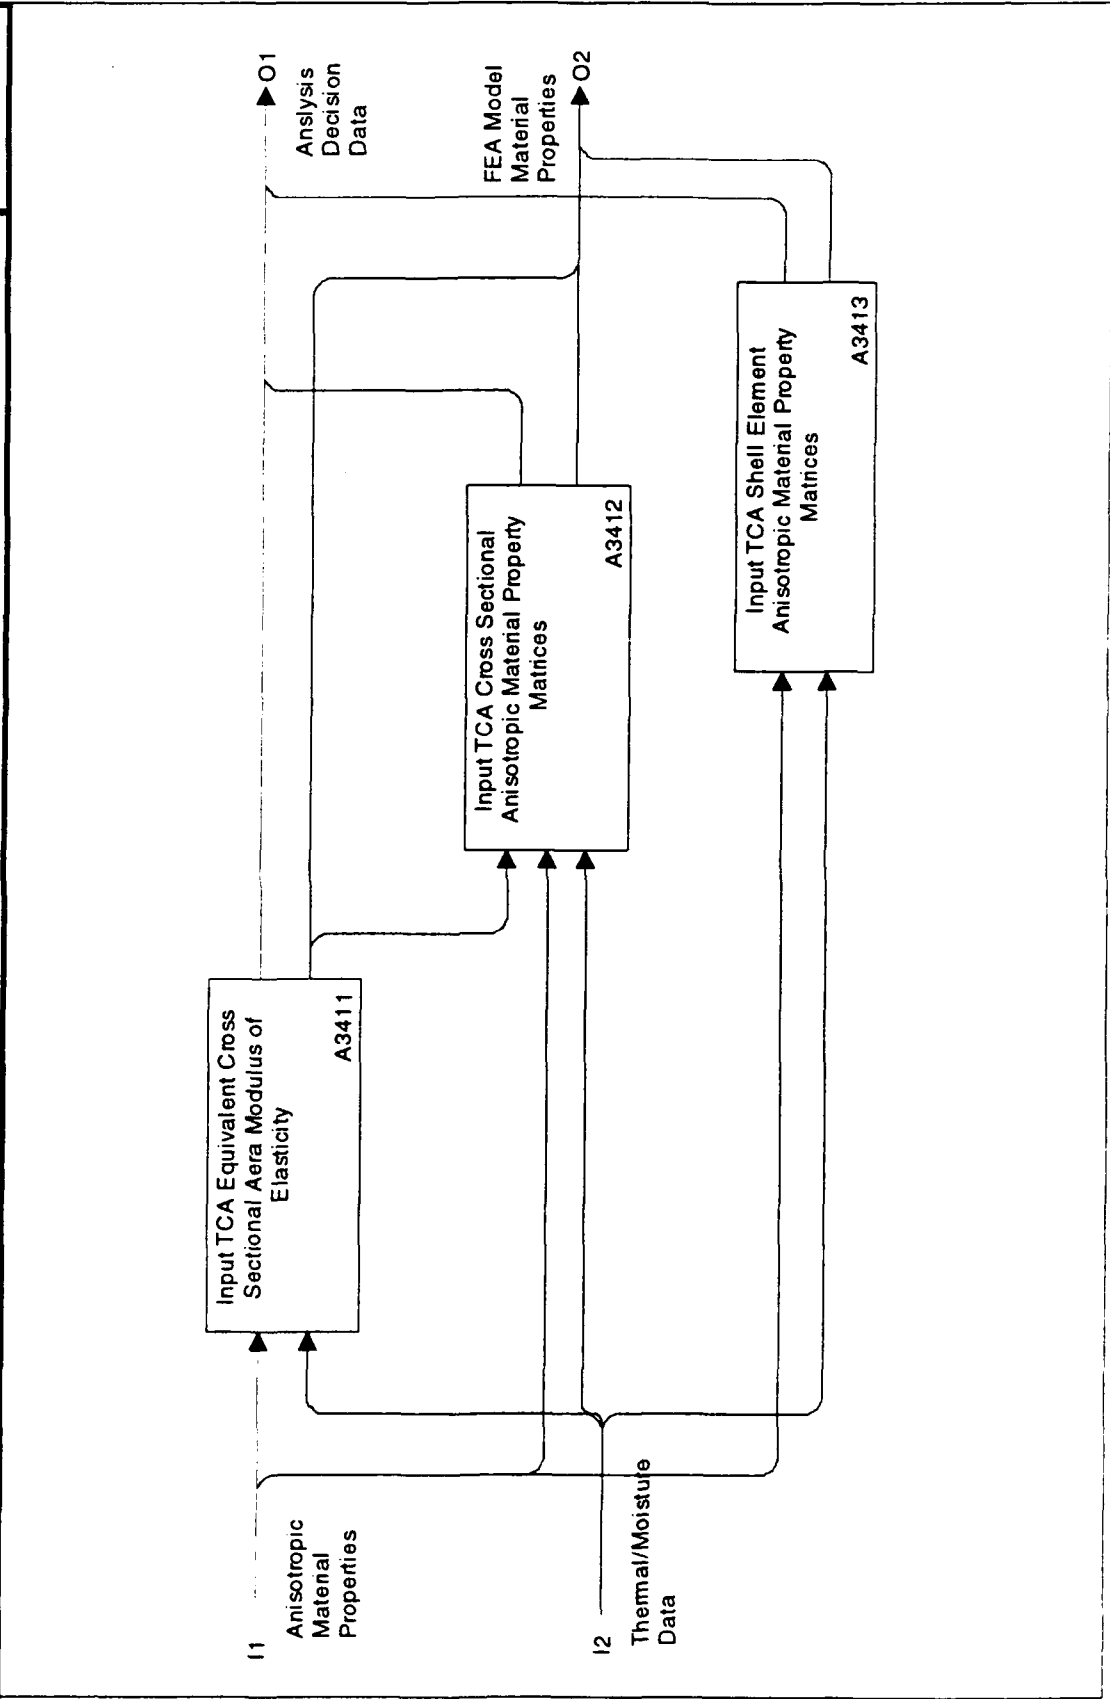 I1
Anisotropic
Material
Properties
I2
Thermal/Moisture
Data
Input TCA Equivalent Cross
Sectional Aera Modulus of
Elasticity
A3411
Input TCA Cross Sectional
Anisotropic Material Property
Matrices
A3412
Input TCA Shell Element
Anisotropic Material Property
Matrices
A3413
O1
Anslysis
Decision
Data
FEA Model
Material
Properties
O2